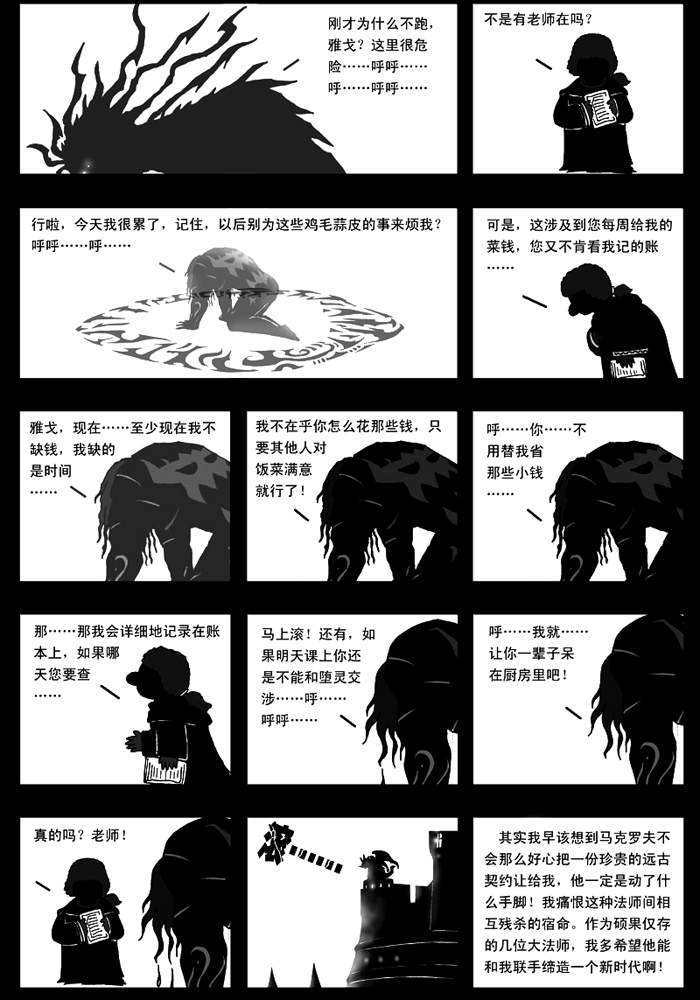 刚才为什么不跑，
雅戈？这里很危
险……呼呼……
呼……呼呼……
不是有老师在吗？
行啦，今天我很累了，记住，以后别为这些鸡毛蒜皮的事来烦我？
呼呼……呼……
可是，这涉及到您每周给我的
菜钱，您又不肯看我记的账
……
雅戈，现在……至少现在我不
缺钱，我缺的
是时间
……
我不在乎你怎么花那些钱，只
要其他人对
饭菜满意
就行了！
呼……你……不
用替我省
那些小钱
……
那……那我会详细地记录在账
本上，如果哪
天您要查
……
马上滚！还有，如
果明天课上你还
是不能和堕灵交
涉……呼……
呼呼……
呼……我就……
让你一辈子呆
在厨房里吧！
真的吗？老师！
其实我早该想到马克罗夫不
会那么好心把一份珍贵的远古
契约让给我，他一定是动了什
么手脚！我痛恨这种法师间相
互残杀的宿命。作为硕果仅存
的几位大法师，我多希望他能
和我联手缔造一个新时代啊！